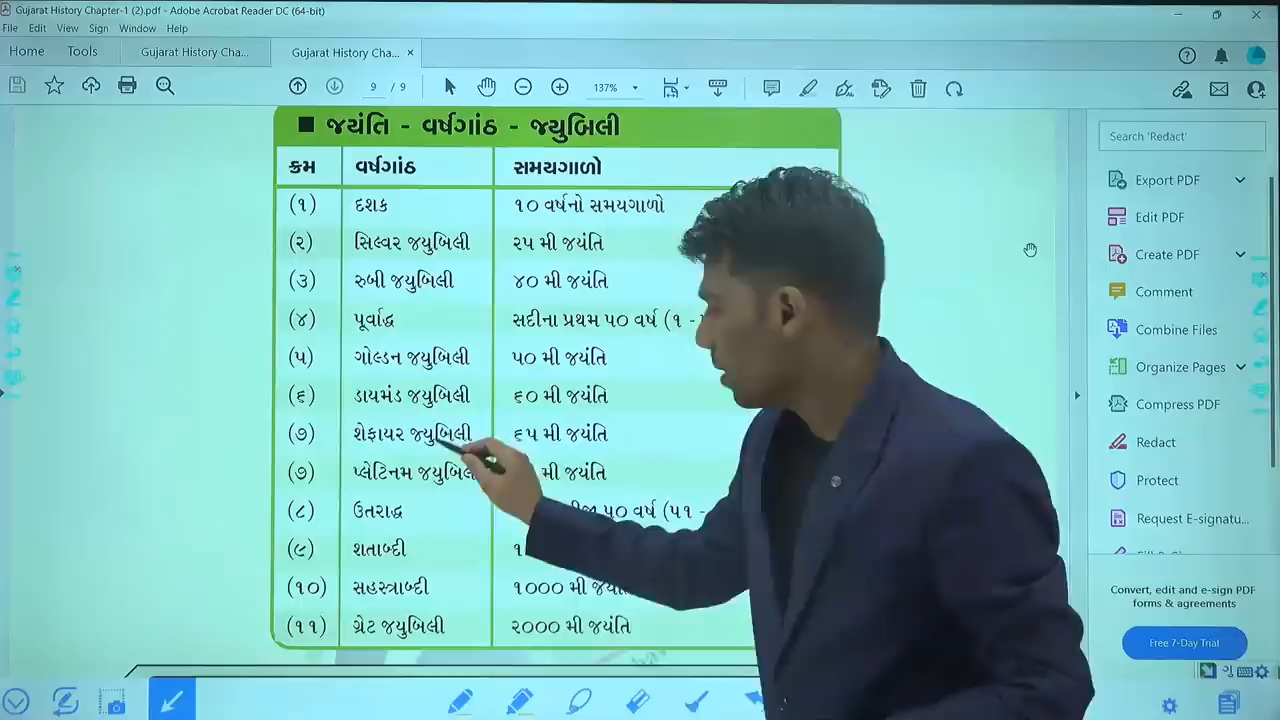 Gujarat History Chapter-1 (2).pdf - Adobe Acrobat Reader DC (64-bit)
File Edit View Sign Window Help
Home Tools Gujarat History Cha... Gujarat History Cha... ×
9 / 9 137%
■ જયંતિ - વર્ષગાંઠ - જ્યુબિલી
ક્રમ વર્ષગાંઠ સમયગાળો
(૧) દશક ૧૦ વર્ષનો સમયગાળો
(૨) સિલ્વર જયુબિલી ૨૫ મી જયંતિ
(૩) રુબી જયુબિલી ૪૦ મી જયંતિ
(૪) પૂર્વાદ્ધ સદીના પ્રથમ ૫૦ વર્ષ (૧ -
(૫) ગોલ્ડન જયુબિલી ૫૦ મી જયંતિ
(૬) ડાયમંડ જયુબિલી ૬૦ મી જયંતિ
(૭) શેફાયર જ્યુબિલી ૬૫ મી જયંતિ
(૭) પ્લેટિનમ જયુબિલી મી જયંતિ
(૮) ઉતરાદ્ધ ૫૦ વર્ષ (૫૧ -
(૯) શતાબ્દી
(૧૦) સહસ્ત્રાબ્દી ૧૦૦૦ મી
(૧૧) ગ્રેટ જયુબિલી ૨૦૦૦ મી જયંતિ
Search 'Redact'
Export PDF
Edit PDF
Create PDF
Comment
Combine Files
Organize Pages
Compress PDF
Redact
Protect
Request E-signatu...
Convert, edit and e-sign PDF
forms & agreements
Free 7-Day Trial